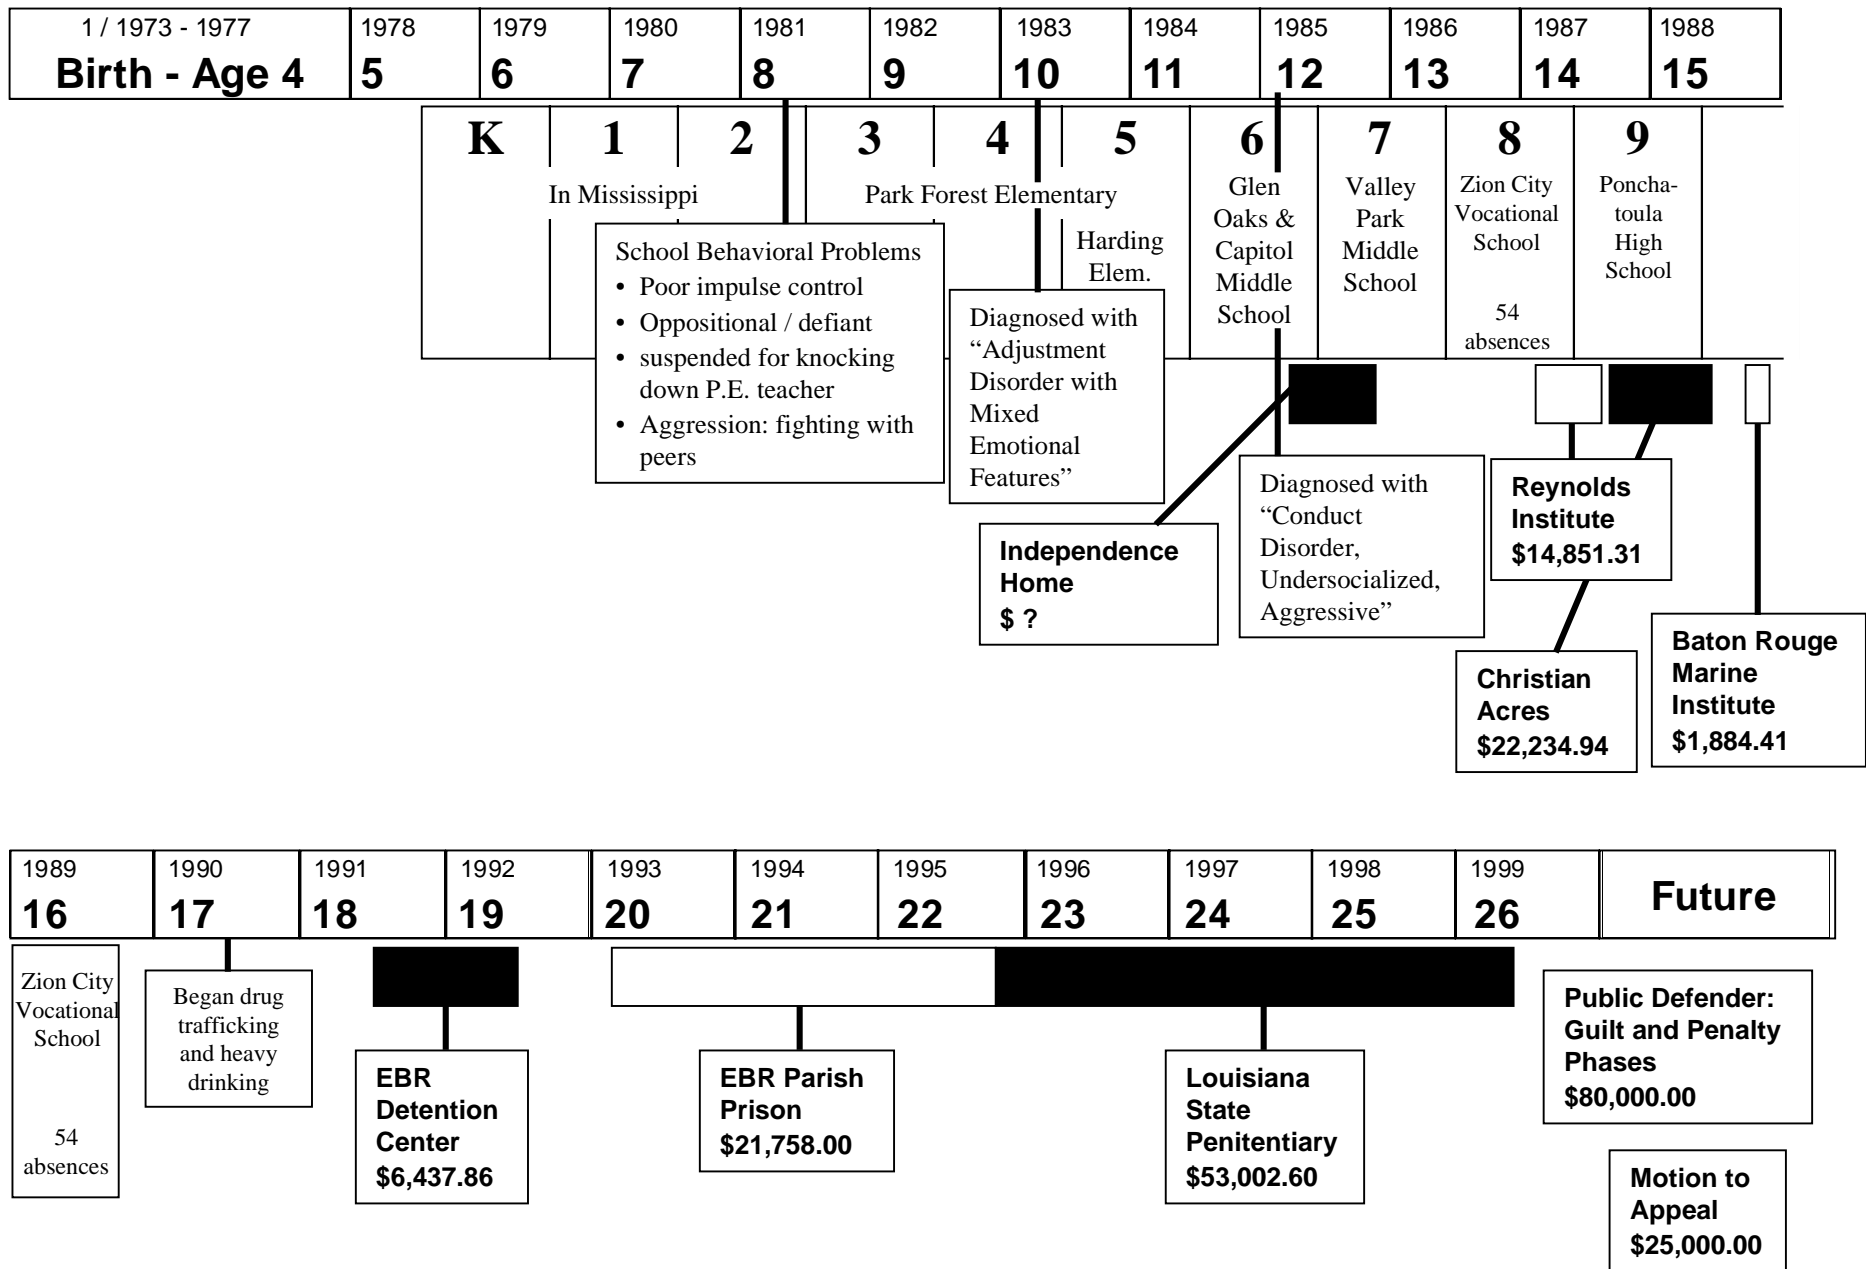 1 / 1973 - 1977
Birth - Age 4
1978
5
1979
6
1980
7
1981
8
1982
9
1983
10
1984
11
1985
12
1986
13
1987
14
1988
15
K
1
2
3
4
5
6
7
8
9
In Mississippi
Park Forest Elementary
Harding
Elem.
Glen
Oaks &
Capitol
Middle
School
Valley
Park
Middle
School
Zion City
Vocational
School
54
absences
Poncha-
toula
High
School
School Behavioral Problems
• Poor impulse control
• Oppositional / defiant
• suspended for knocking
down P.E. teacher
• Aggression: fighting with
peers
Diagnosed with
“Adjustment
Disorder with
Mixed
Emotional
Features”
Independence
Home
$ ?
Diagnosed with
“Conduct
Disorder,
Undersocialized,
Aggressive”
Reynolds
Institute
$14,851.31
Christian
Acres
$22,234.94
Baton Rouge
Marine
Institute
$1,884.41
1989
16
1990
17
1991
18
1992
19
1993
20
1994
21
1995
22
1996
23
1997
24
1998
25
1999
26
Future
Zion City
Vocational
School
54
absences
Began drug
trafficking
and heavy
drinking
EBR
Detention
Center
$6,437.86
EBR Parish
Prison
$21,758.00
Louisiana
State
Penitentiary
$53,002.60
Public Defender:
Guilt and Penalty
Phases
$80,000.00
Motion to
Appeal
$25,000.00